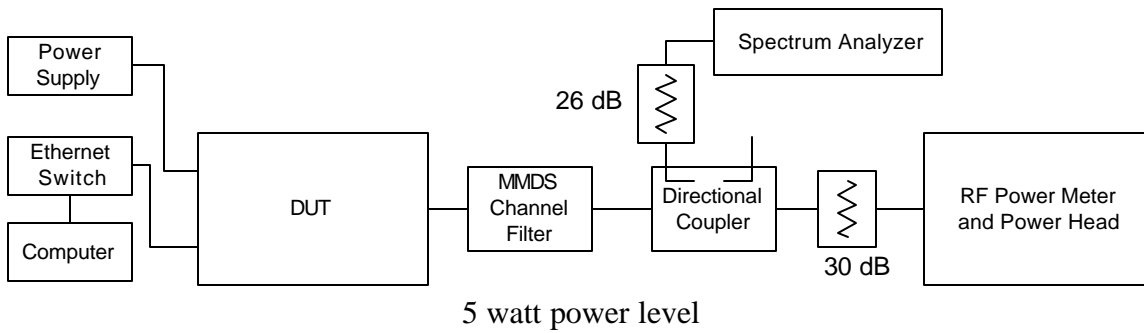 Power
Supply
Ethernet
Switch
Computer
DUT
MMDS
Channel
Filter
26 dB
Spectrum Analyzer
Directional
Coupler
30 dB
RF Power Meter
and Power Head
5 watt power level